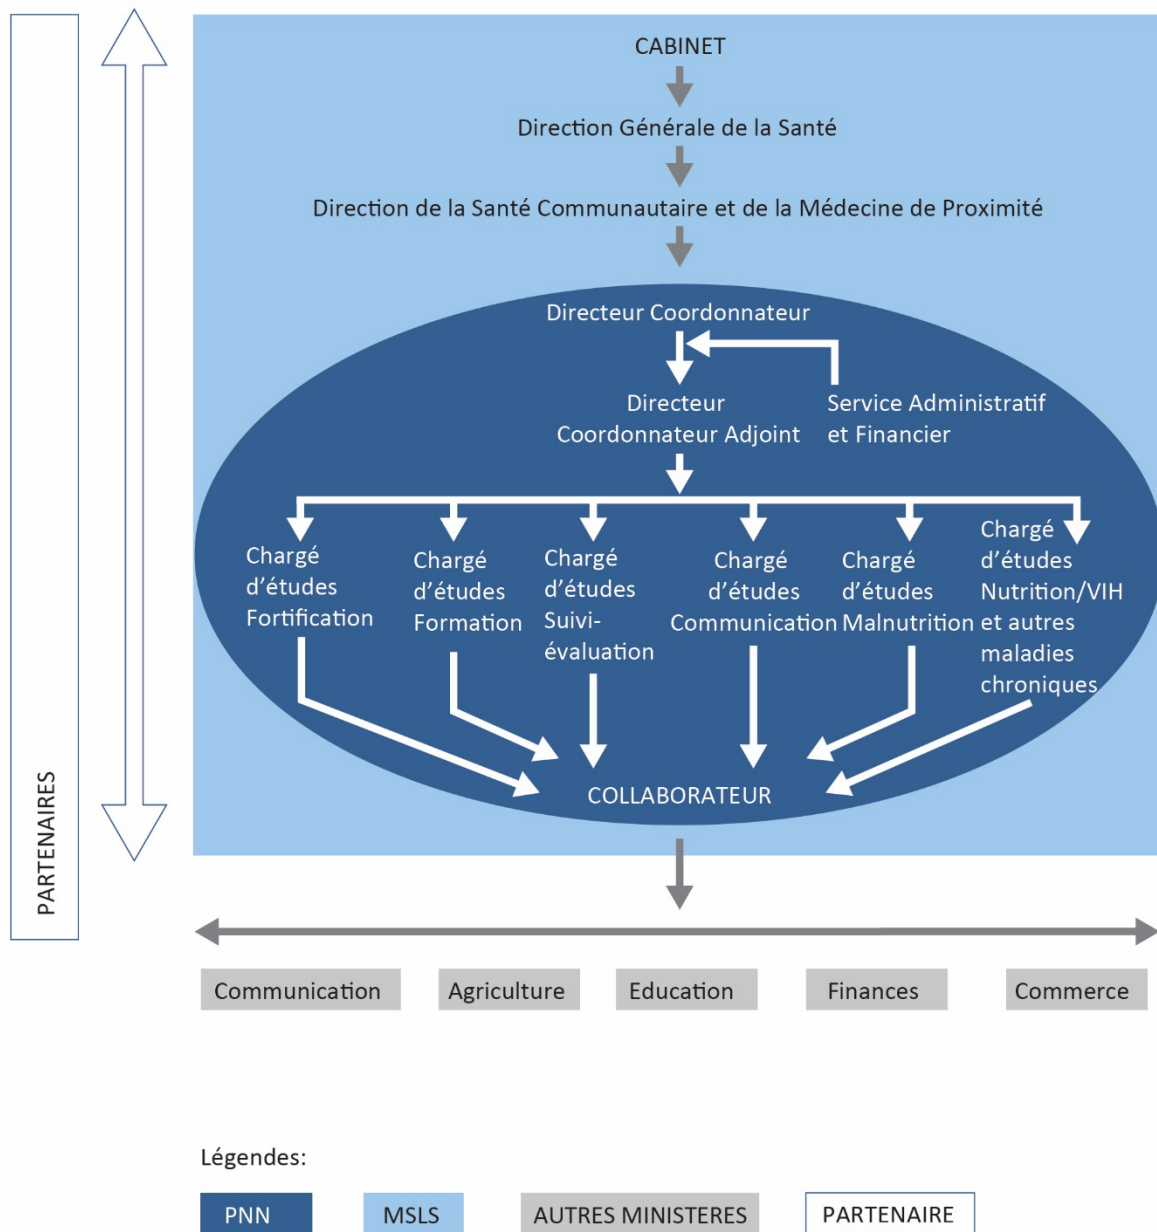 CABINET
Direction Générale de la Santé
Direction de la Santé Communautaire et de la Médecine de Proximité
Directeur Coordonnateur
Directeur
Coordonnateur Adjoint
Service Administratif
et Financier
Chargé
d’études
Fortification
Chargé
d’études
Formation
Chargé
d’études
Suivi-
évaluation
Chargé
d’études
Communication
Chargé
d’études
Malnutrition
Chargé
d’études
Nutrition/VIH
et autres
maladies
chroniques
COLLABORATEUR
PARTENAIRES
Communication
Agriculture
Education
Finances
Commerce
Légendes:
PNN
MSLS
AUTRES MINISTERES
PARTENAIRE